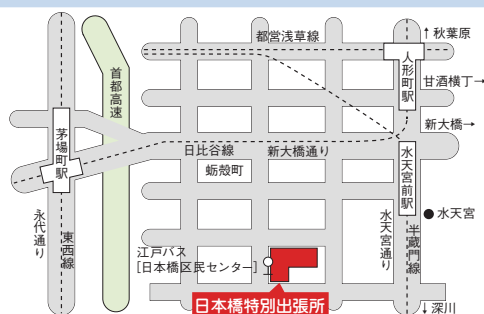 都営浅草線
↑秋葉原
人形町駅
甘酒横丁→
首都高速
新大橋→
茅場町駅
日比谷線
新大橋通り
蛎殻町
水天宮前駅
●水天宮
永代通り
東西線
江戸バス
[日本橋区民センター]
水天宮通り
半蔵門線
日本橋特別出張所
↓深川